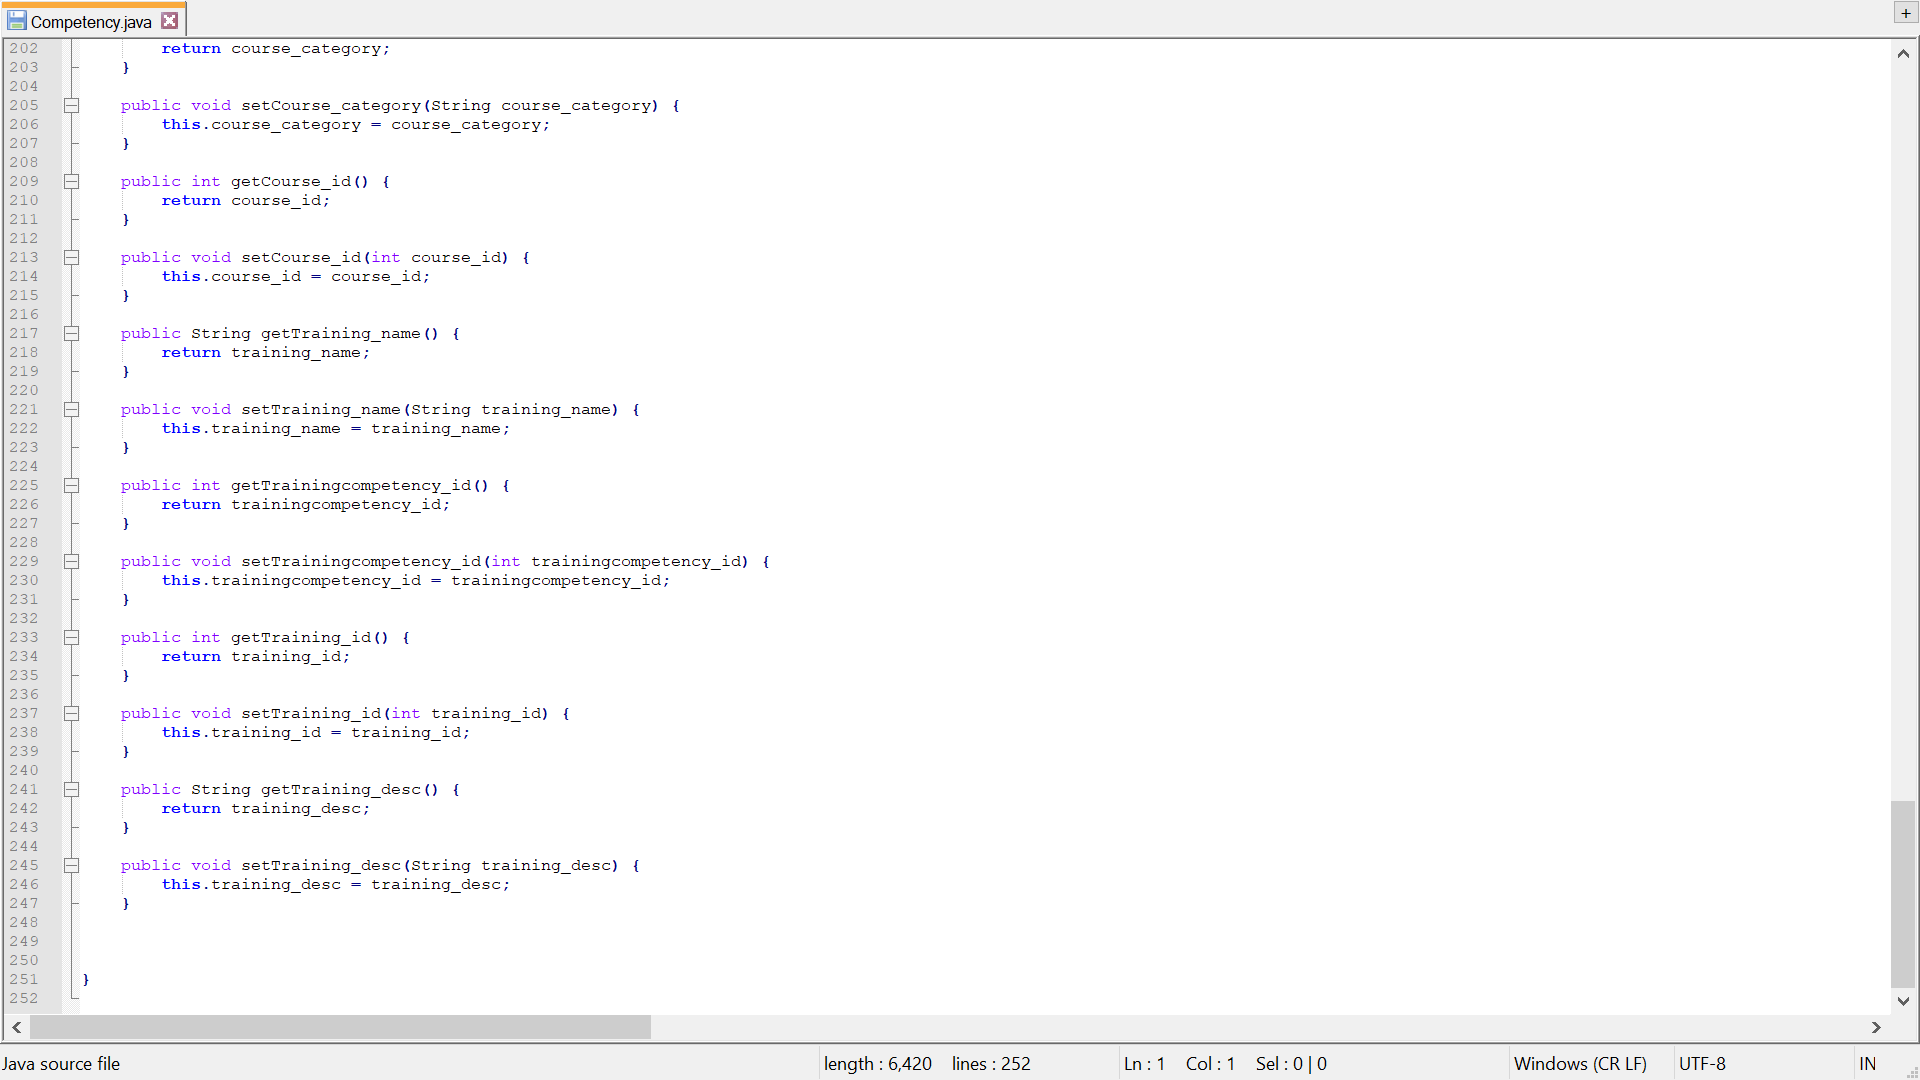 Competency.java
+
202 return course_category;
203 }
204
205 public void setCourse_category(String course_category) {
206 this.course_category = course_category;
207 }
208
209 public int getCourse_id() {
210 return course_id;
211 }
212
213 public void setCourse_id(int course_id) {
214 this.course_id = course_id;
215 }
216
217 public String getTraining_name() {
218 return training_name;
219 }
220
221 public void setTraining_name(String training_name) {
222 this.training_name = training_name;
223 }
224
225 public int getTrainingcompetency_id() {
226 return trainingcompetency_id;
227 }
228
229 public void setTrainingcompetency_id(int trainingcompetency_id) {
230 this.trainingcompetency_id = trainingcompetency_id;
231 }
232
233 public int getTraining_id() {
234 return training_id;
235 }
236
237 public void setTraining_id(int training_id) {
238 this.training_id = training_id;
239 }
240
241 public String getTraining_desc() {
242 return training_desc;
243 }
244
245 public void setTraining_desc(String training_desc) {
246 this.training_desc = training_desc;
247 }
248
249
250
251 }
252
Java source file length : 6,420 lines : 252 Ln : 1 Col : 1 Sel : 0 | 0 Windows (CR LF) UTF-8 IN